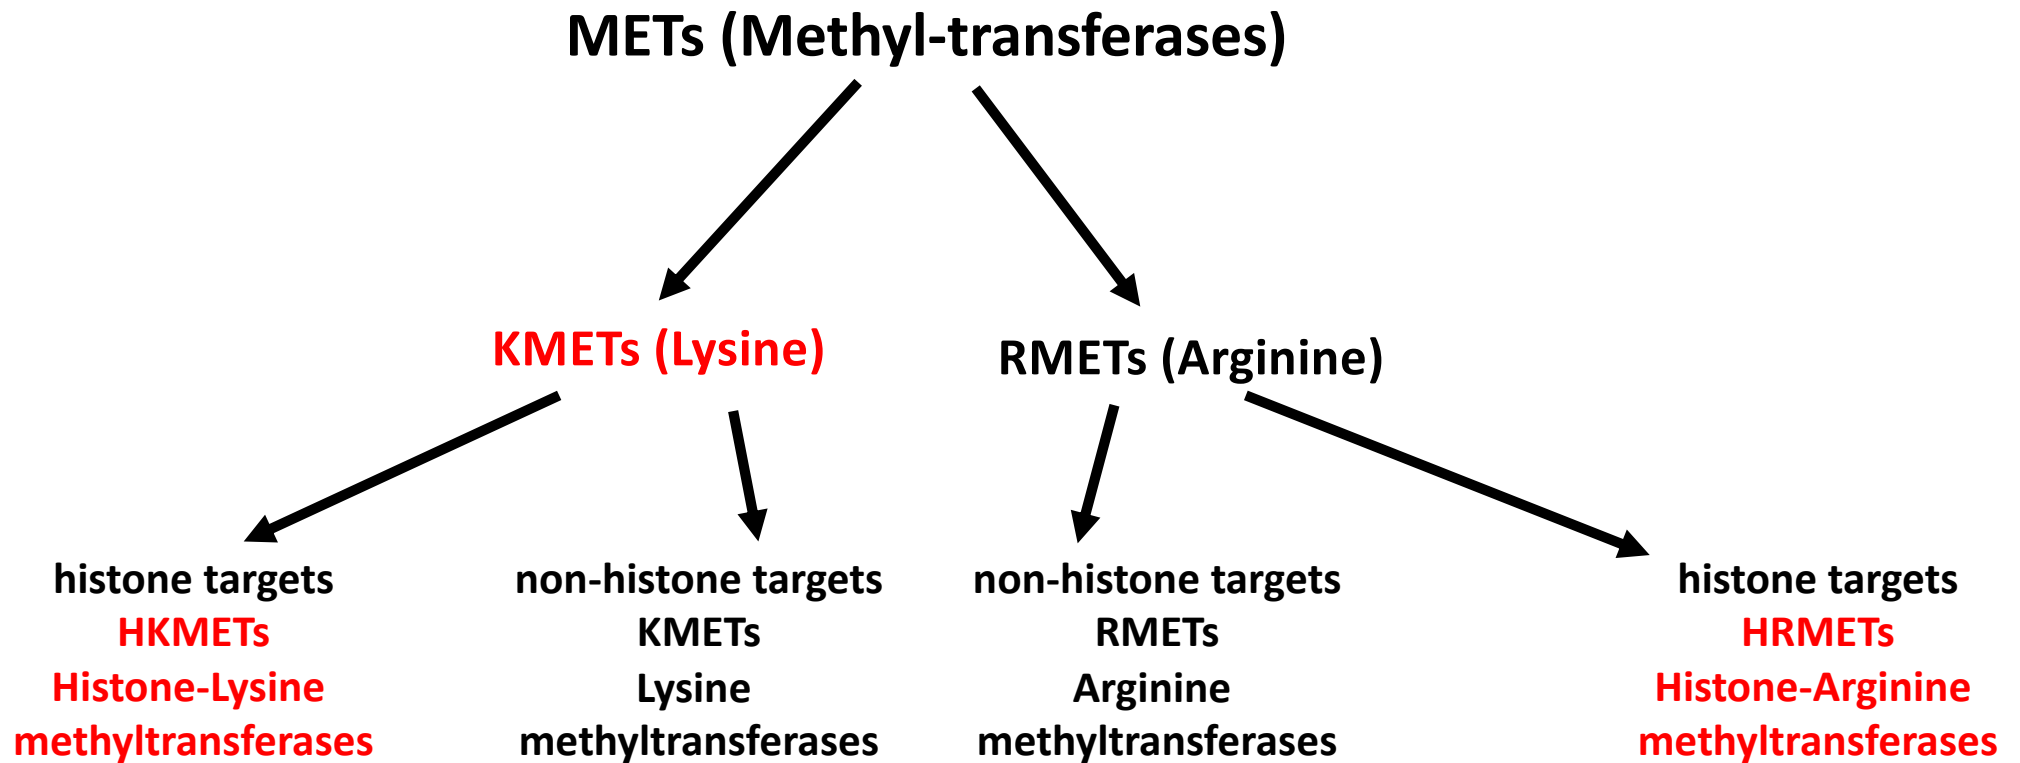 METs (Methyl-transferases)
KMETs (Lysine)
RMETs (Arginine)
histone targets
HKMETs
Histone-Lysine
methyltransferases
non-histone targets
KMETs
Lysine
methyltransferases
non-histone targets
RMETs
Arginine
methyltransferases
histone targets
HRMETs
Histone-Arginine
methyltransferases